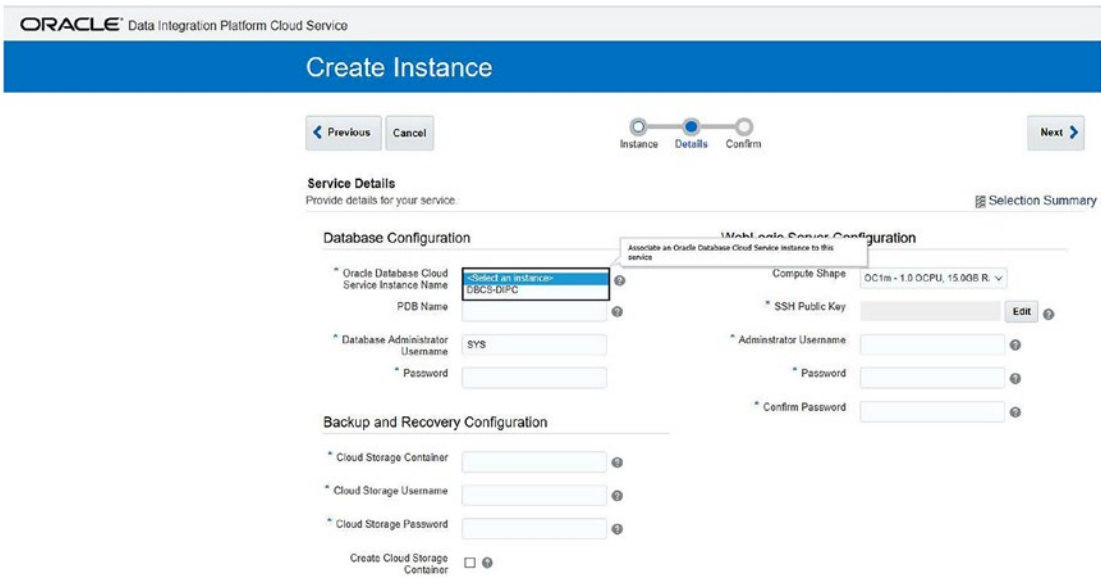 ORACLE® Data Integration Platform Cloud Service
Create Instance
Previous
Cancel
Instance
Details
Confirm
Next
Service Details
Provide details for your service.
Selection Summary
Database Configuration
* Oracle Database Cloud
Service Instance Name
<Select an instance>
DBCS-DIPC
Associate an Oracle Database Cloud Service instance to this
service
PDB Name
* Database Administrator
Username
SYS
* Password
Backup and Recovery Configuration
* Cloud Storage Container
* Cloud Storage Username
* Cloud Storage Password
Create Cloud Storage
Container
WebLogic Server Configuration
Compute Shape
OC1m - 1.0 OCPU, 15.0GB R.
* SSH Public Key
Edit
* Adminstrator Username
* Password
* Confirm Password